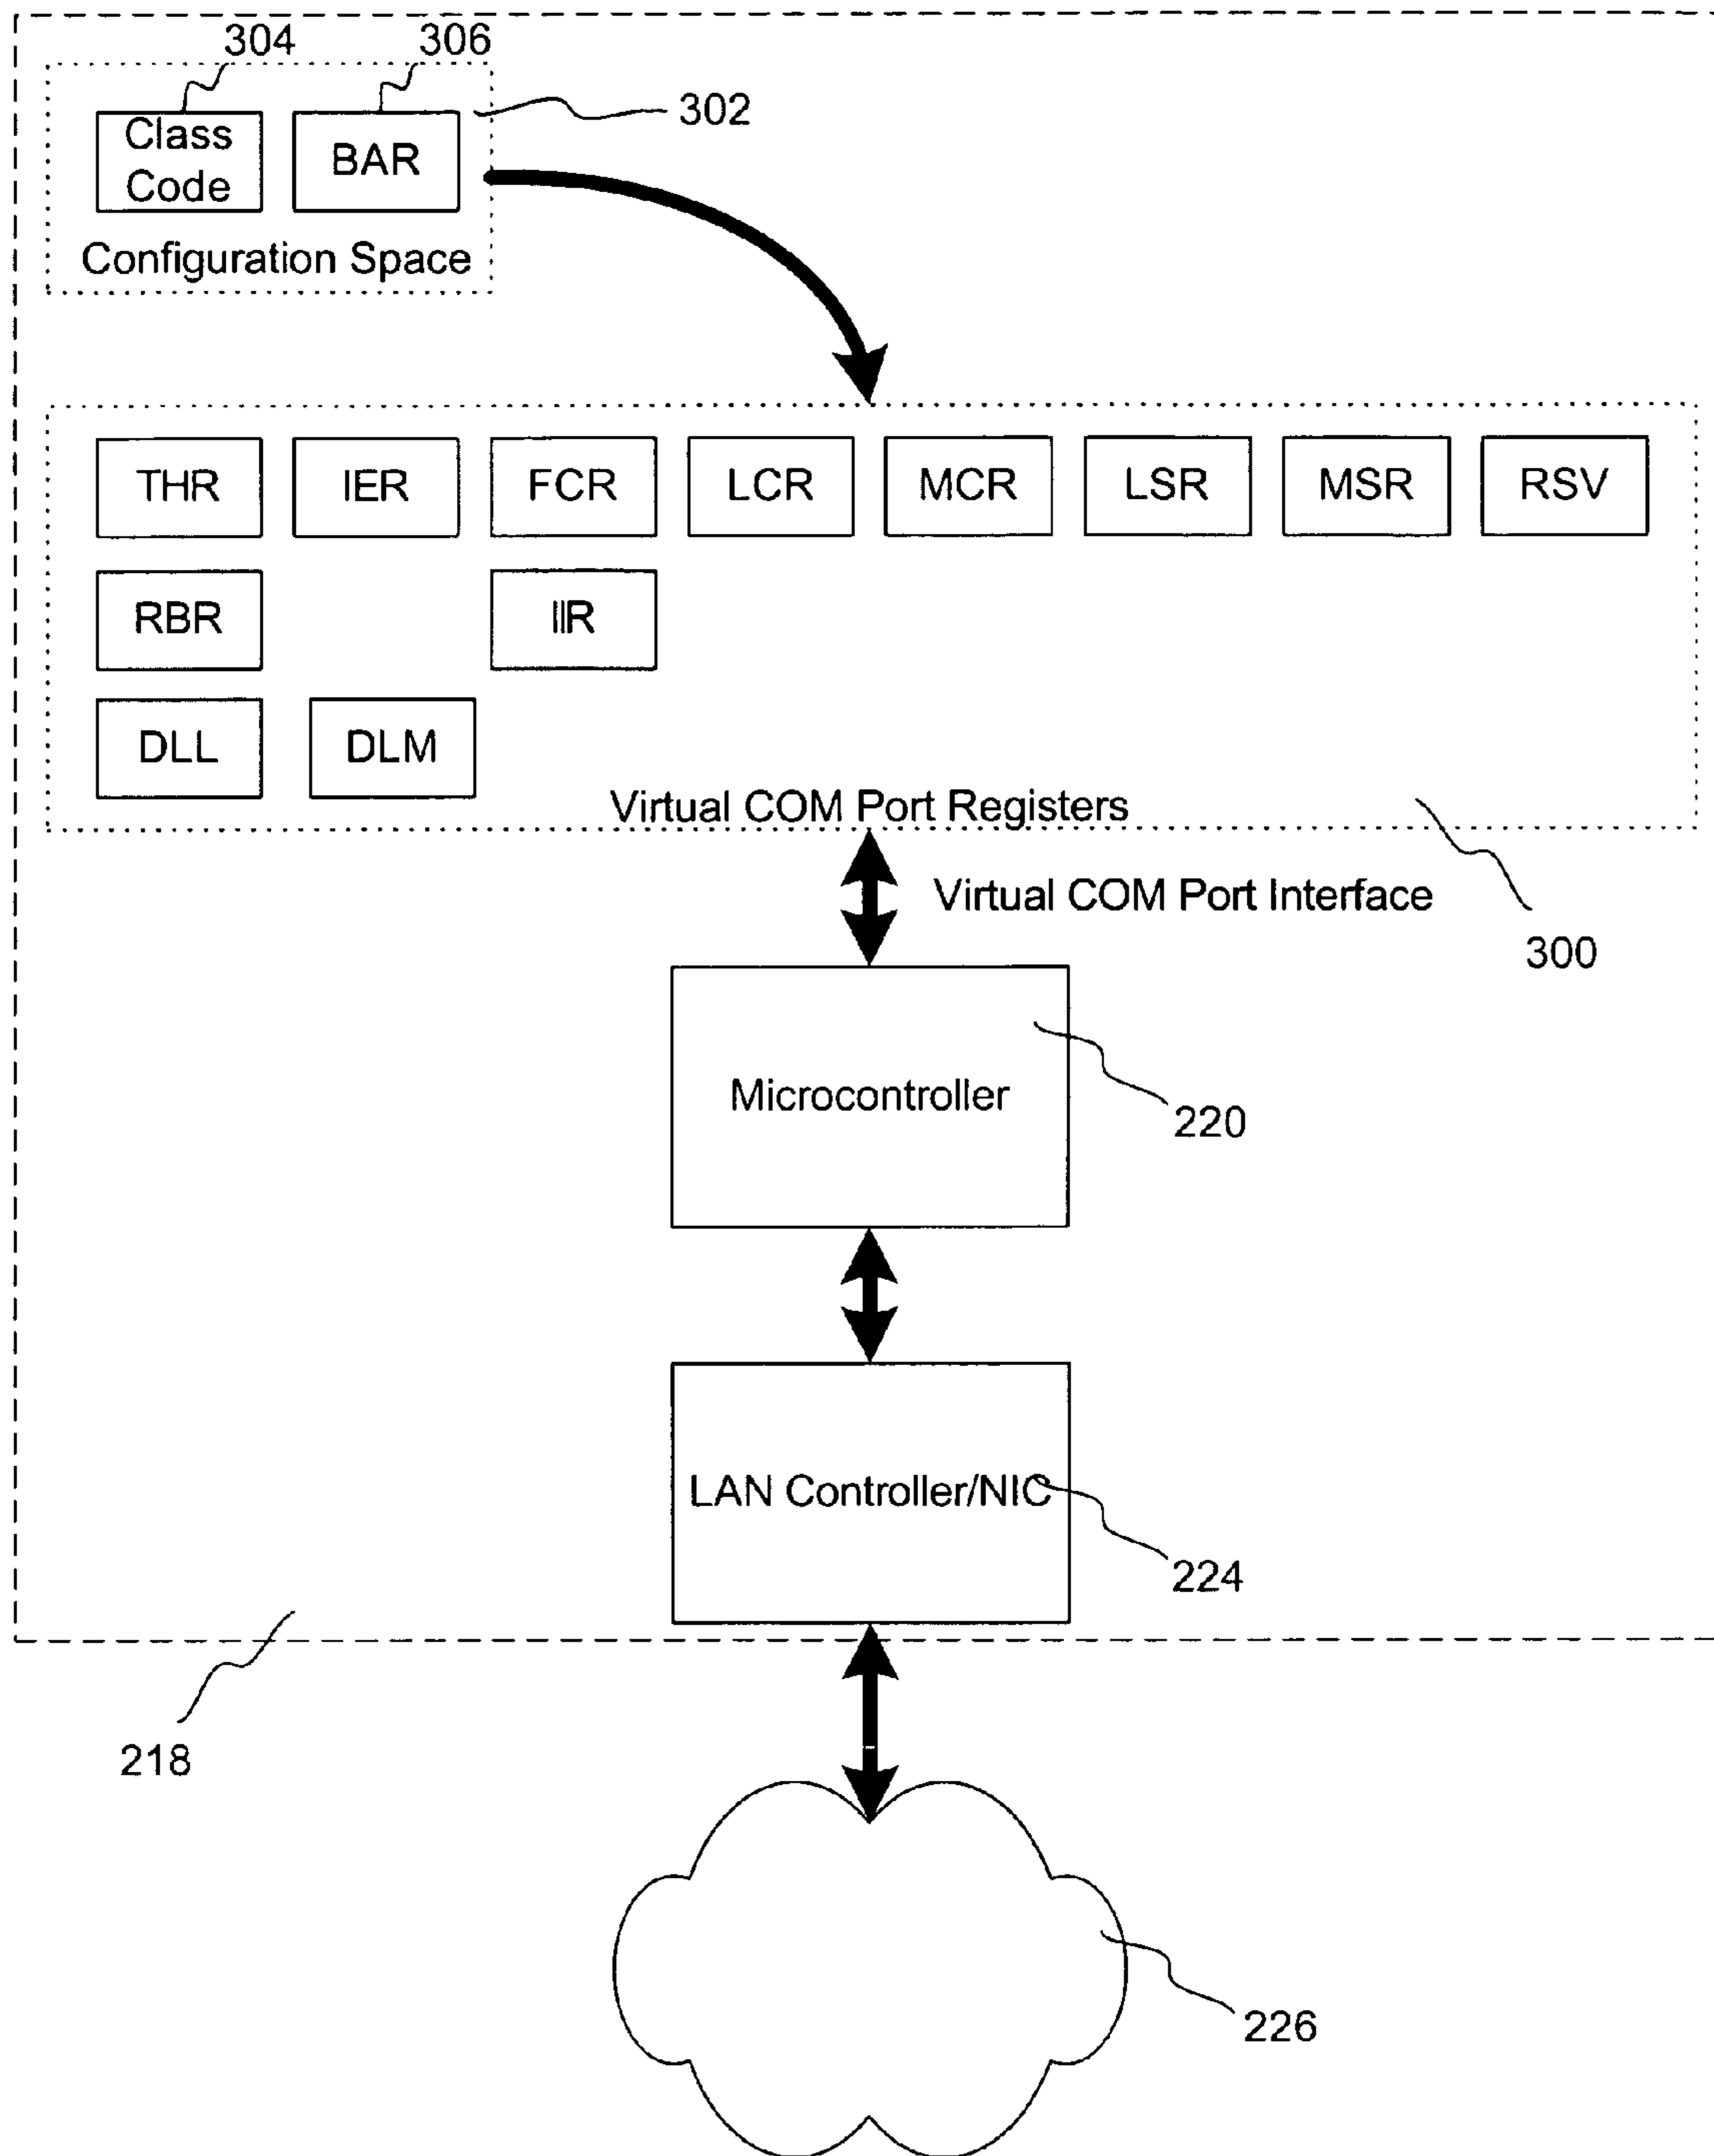 304 306
302
Class
Code
BAR
Configuration Space
THR IER FCR LCR MCR LSR MSR RSV
RBR IIR
DLL DLM
Virtual COM Port Registers
Virtual COM Port Interface
300
Microcontroller
220
LAN Controller/NIC
224
218
226